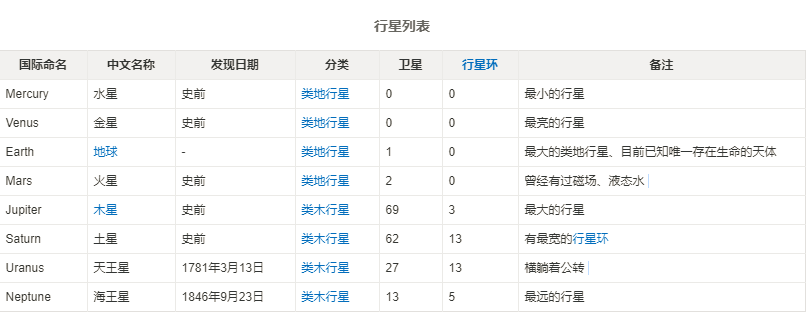 行星列表
国际命名 中文名称 发现日期 分类 卫星 行星环 备注
Mercury 水星 史前 类地行星 0 0 最小的行星
Venus 金星 史前 类地行星 0 0 最亮的行星
Earth 地球 - 类地行星 1 0 最大的类地行星、目前已知唯一存在生命的天体
Mars 火星 史前 类地行星 2 0 曾经有过磁场、液态水
Jupiter 木星 史前 类木行星 69 3 最大的行星
Saturn 土星 史前 类木行星 62 13 有最宽的行星环
Uranus 天王星 1781年3月13日 类木行星 27 13 横躺着公转
Neptune 海王星 1846年9月23日 类木行星 13 5 最远的行星